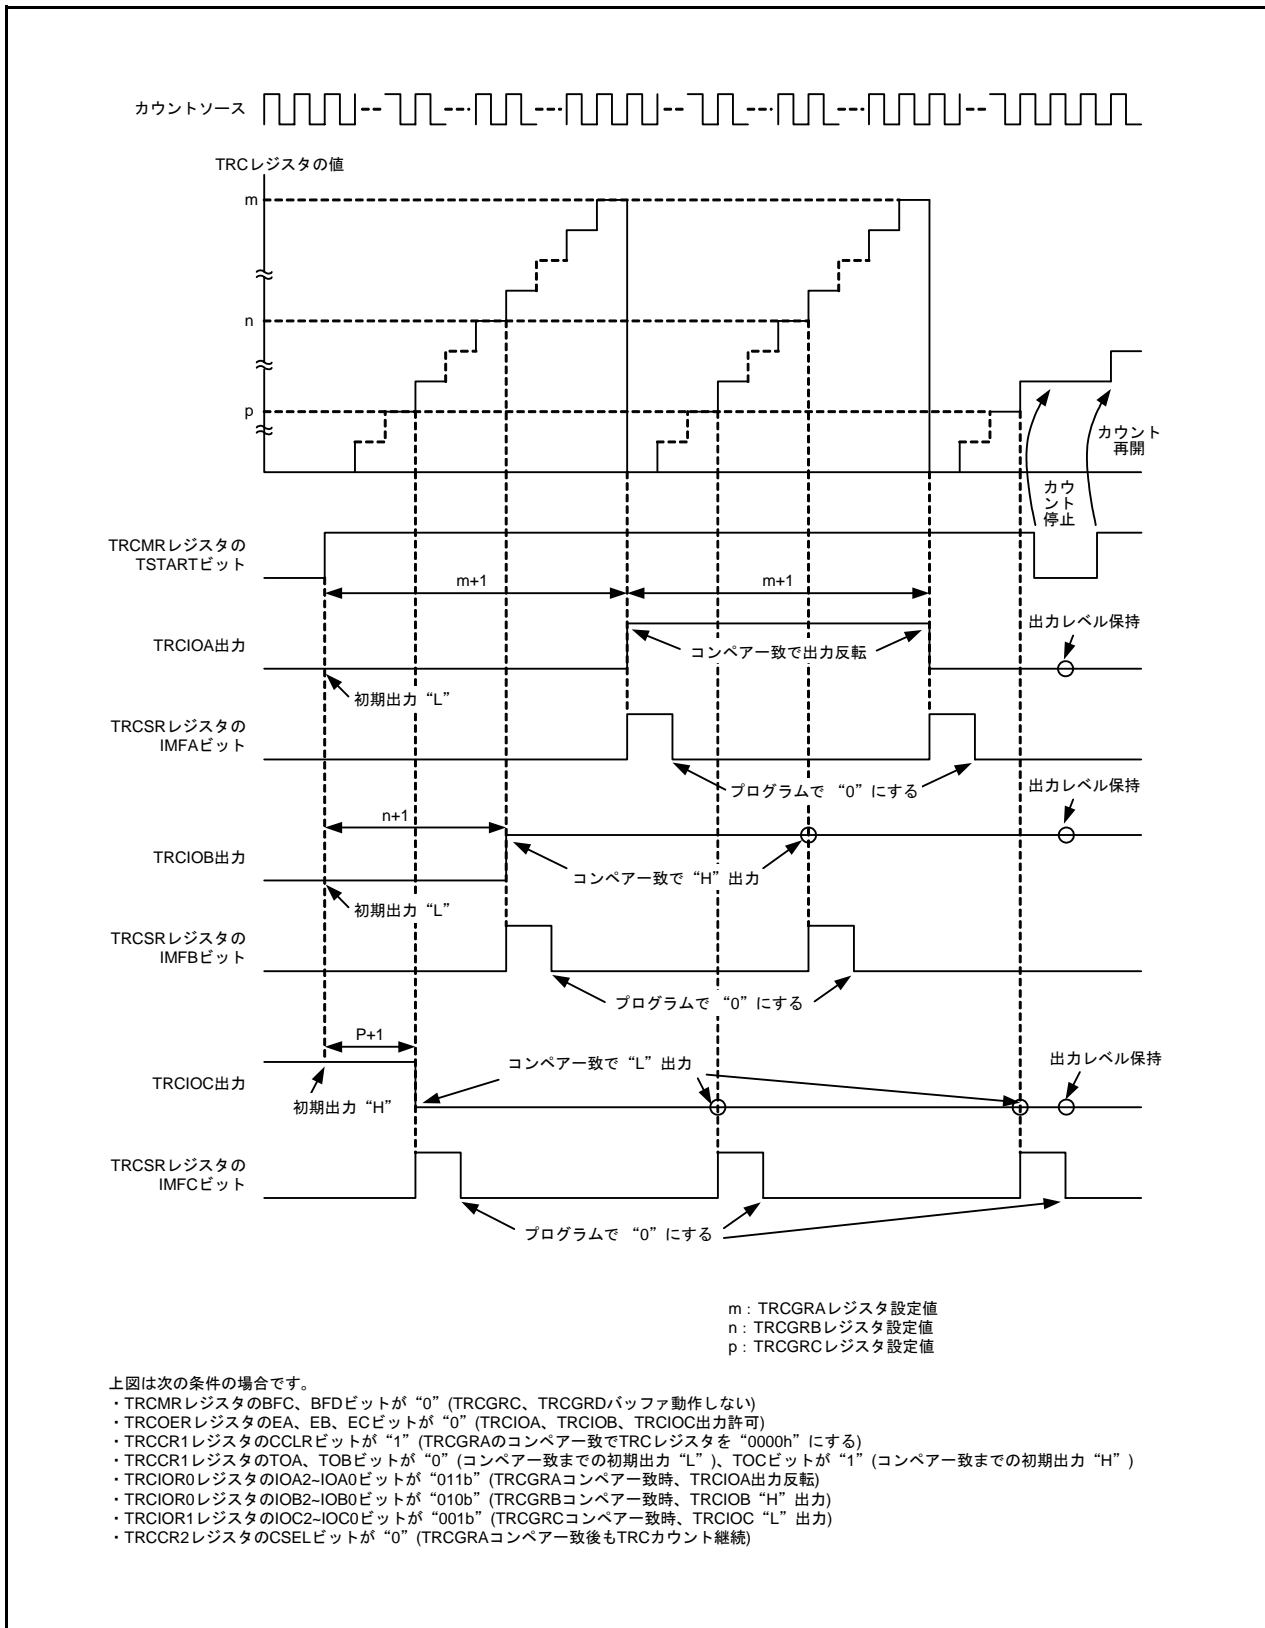 カウントソース
TRCレジスタの値
m
n
p
カウント
再開
カウ
ント
停止
TRCMRレジスタの
TSTARTビット
m+1
m+1
出力レベル保持
TRCIOA出力
コンペア一致で出力反転
初期出力“L”
TRCSRレジスタの
IMFAビット
プログラムで “0”にする
出力レベル保持
n+1
TRCIOB出力
コンペア一致で“H”出力
初期出力“L”
TRCSRレジスタの
IMFBビット
プログラムで “0”にする
P+1
コンペア一致で“L”出力
出力レベル保持
TRCIOC出力
初期出力“H”
TRCSRレジスタの
IMFCビット
プログラムで “0”にする
m : TRCGRAレジスタ設定値
n : TRCGRBレジスタ設定値
p : TRCGRCレジスタ設定値
上図は次の条件の場合です。
・TRCMRレジスタのBFC、BFDビットが“0”(TRCGRC、TRCGRDバッファ動作しない)
・TRCOERレジスタのEA、EB、ECビットが“0”(TRCIOA、TRCIOB、TRCIOC出力許可)
・TRCCR1レジスタのCCLRビットが“1”(TRCGRAのコンペア一致でTRCレジスタを“0000h”にする)
・TRCCR1レジスタのTOA、TOBビットが“0”(コンペア一致までの初期出力“L”)、TOCビットが“1”(コンペア一致までの初期出力“H”)
・TRCIOR0レジスタのIOA2~IOA0ビットが“011b”(TRCGRAコンペア一致時、TRCIOA出力反転)
・TRCIOR0レジスタのIOB2~IOB0ビットが“010b”(TRCGRBコンペア一致時、TRCIOB“H”出力)
・TRCIOR1レジスタのIOC2~IOC0ビットが“001b”(TRCGRCコンペア一致時、TRCIOC“L”出力)
・TRCCR2レジスタのCSELビットが“0”(TRCGRAコンペア一致後もTRCカウント継続)